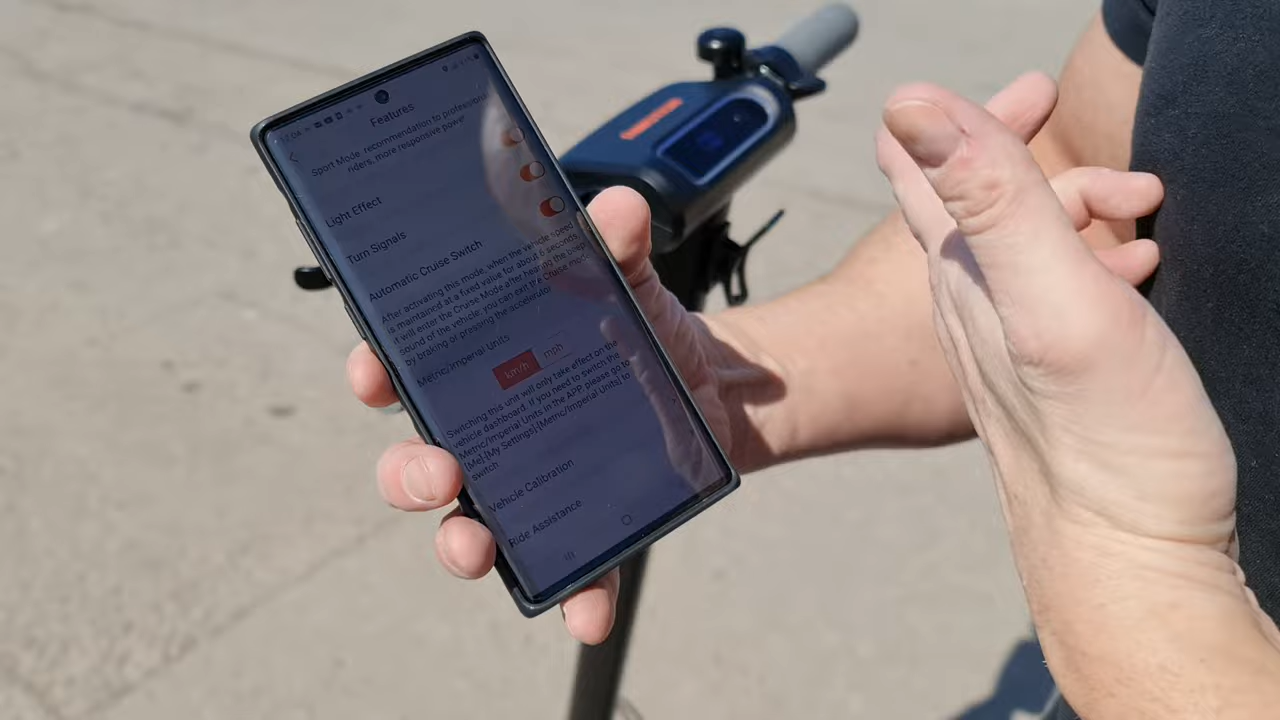 Features
Sport Mode, recommendation to professional
riders, more responsive power
Light Effect
Turn Signals
Automatic Cruise Switch
After activating this mode, when the vehicle speed
is maintained at a fixed value for about 6 seconds,
it will enter the Cruise Mode after hearing the beep
sound of the vehicle, you can exit the Cruise mode
by braking or pressing the accelerator
Metric/Imperial Units
km/h mph
Switching this unit will only take effect on the
vehicle dashboard. If you need to switch the
Metric/Imperial Units in the APP, please go to
[Me]-[My Settings]-[Metric/Imperial Units] to
switch
Vehicle Calibration
Ride Assistance